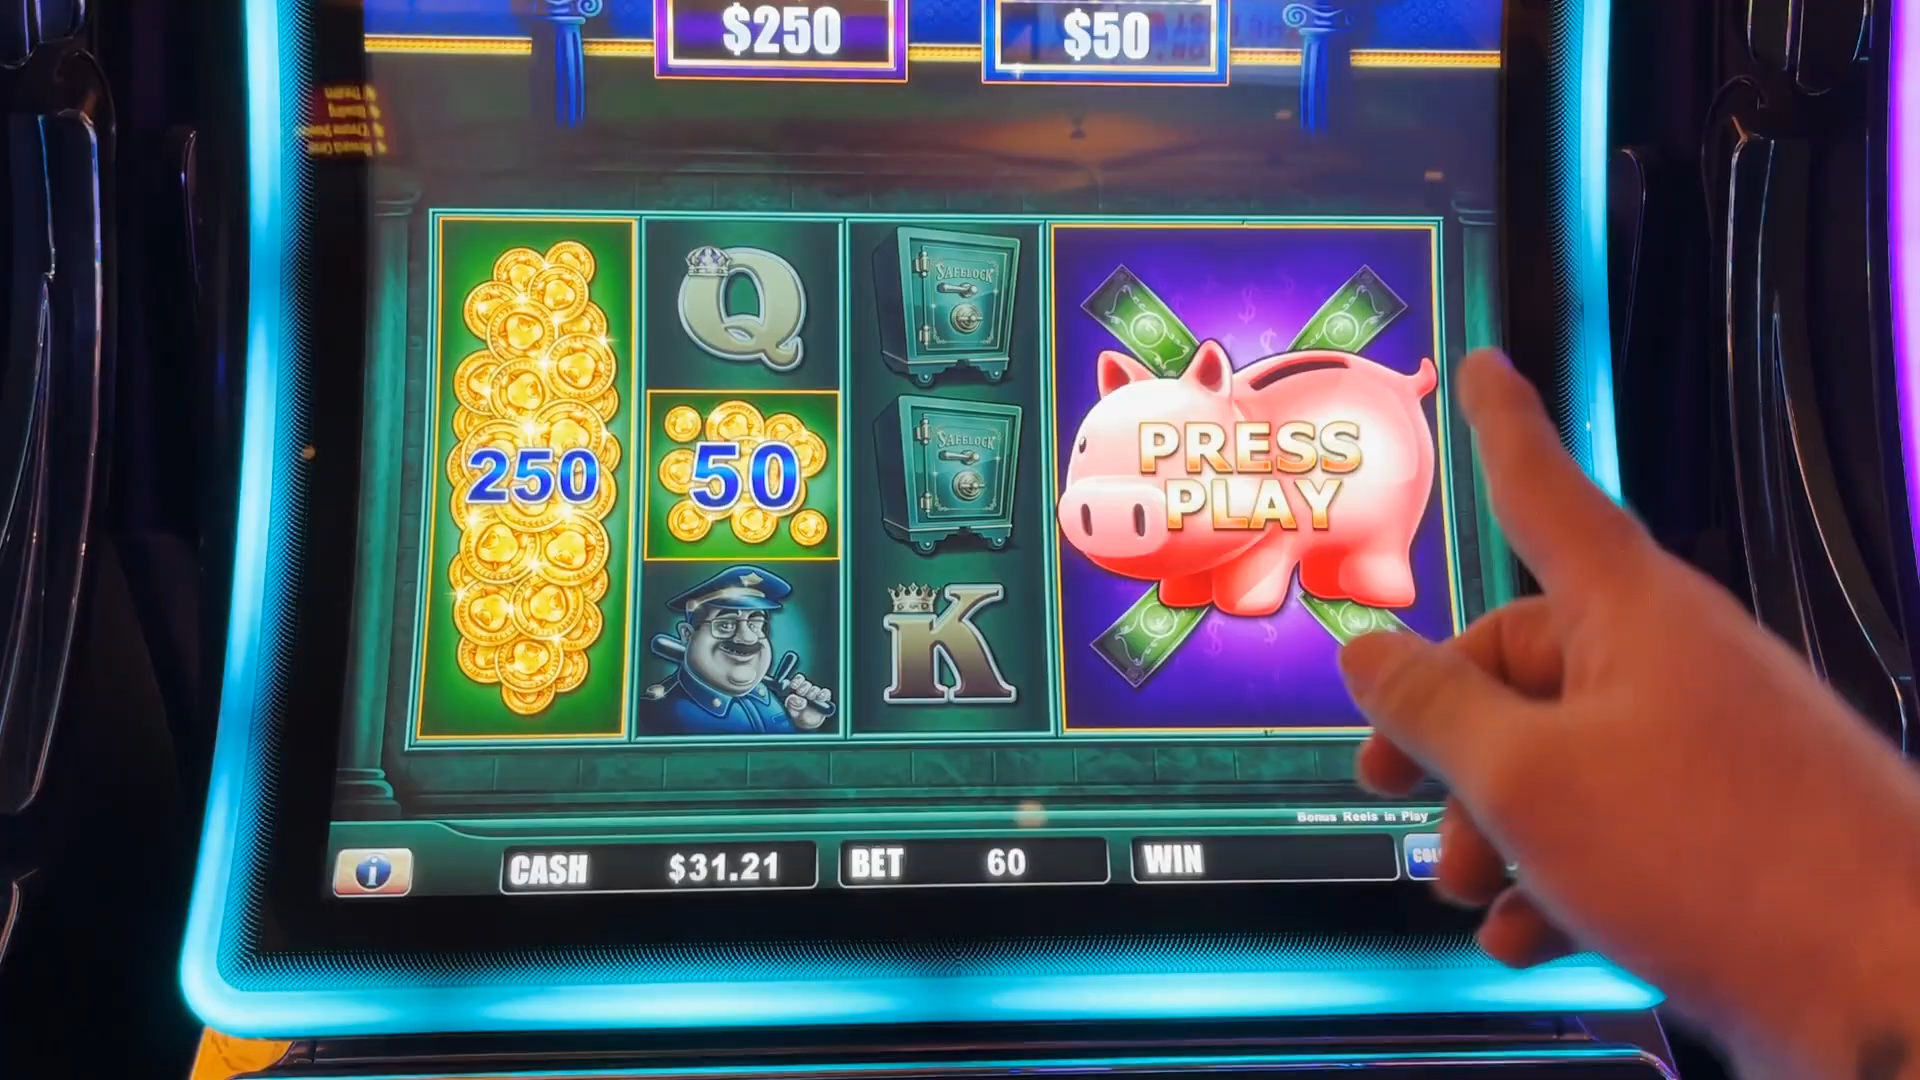 $250
$50
Q
SAFELOCK
250
50
SAFELOCK
PRESS
PLAY
K
Bonus Reels in Play
CASH $31.21
BET 60
WIN